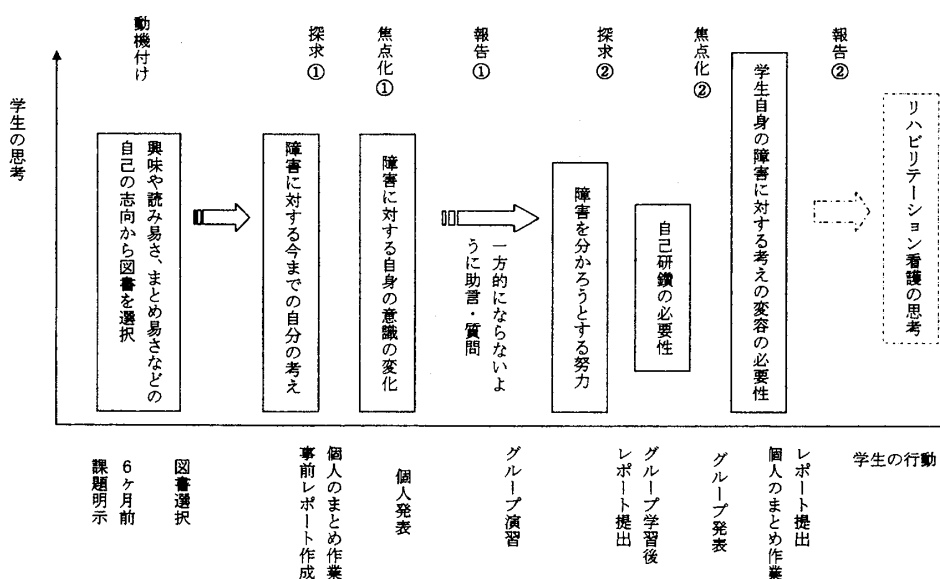 動機付け
探求①
焦点化①
報告①
探求②
焦点化②
報告②
学生の思考
興味や読み易さ、まとめ易さなどの
自己の志向から図書を選択
障害に対する今までの自分の考え
障害に対する自身の意識の変化
一方的にならないよ
うに助言・質問
障害を分かろうとする努力
自己研鑽の必要性
学生自身の障害に対する考えの変容の必要性
リハビリテーション看護の思考
学生の行動
図書選択
6ヶ月前
課題明示
個人のまとめ作業
事前レポート作成
個人発表
グループ演習
グループ学習後
レポート提出
グループ発表
レポート提出
個人のまとめ作業